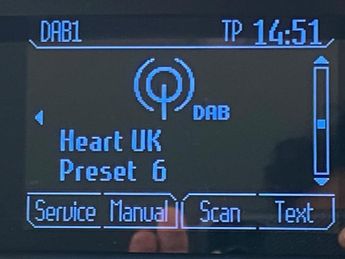 DAB1 TP 14:51
DAB
Heart UK
Preset 6
Service Manual Scan Text